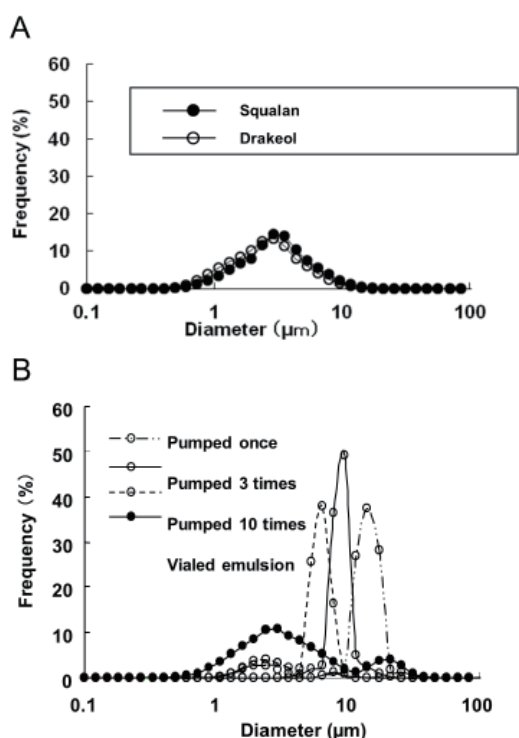 A
60
50
40
30
20
10
0
Frequency (%)
Squalan
Drakeol
0.1 1 10 100
Diameter (μm)
B
60
50
40
30
20
10
0
Frequency (%)
Pumped once
Pumped 3 times
Pumped 10 times
Vialed emulsion
0.1 1 10 100
Diameter (μm)